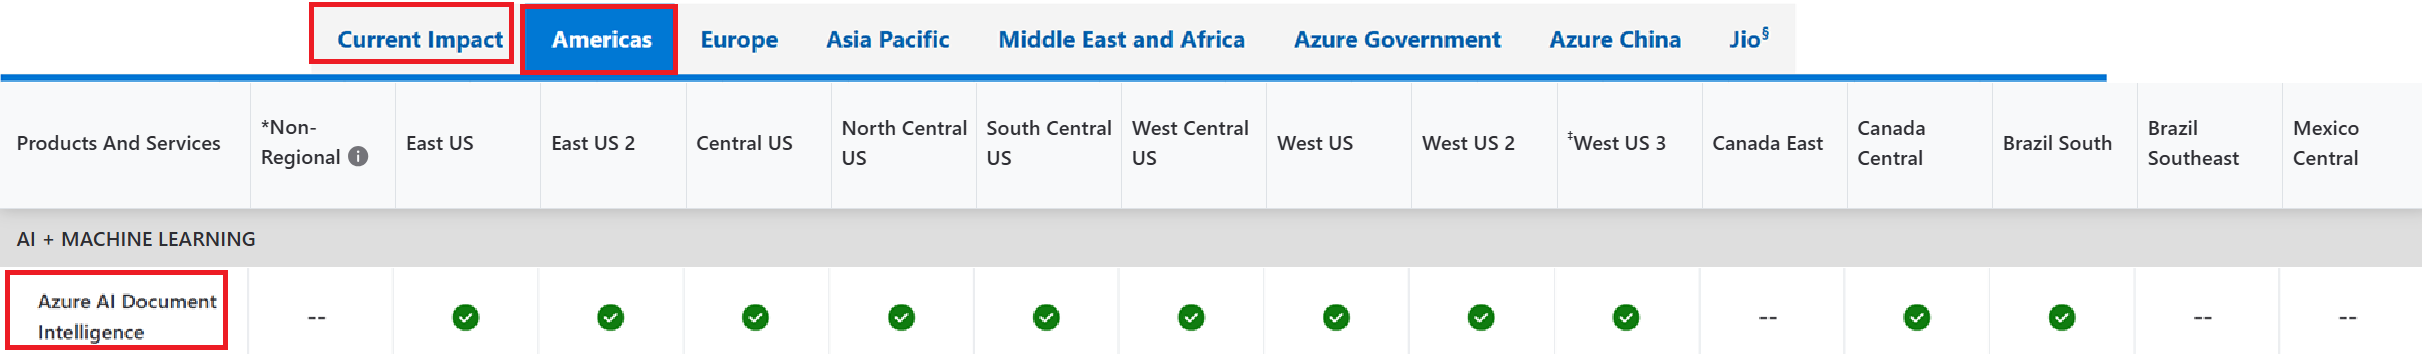 Current Impact Americas Europe Asia Pacific Middle East and Africa Azure Government Azure China Jio§
Products And Services
*Non-
Regional
East US
East US 2
Central US
North Central
US
South Central
US
West Central
US
West US
West US 2
‡West US 3
Canada East
Canada
Central
Brazil South
Brazil
Southeast
Mexico
Central
AI + MACHINE LEARNING
Azure AI Document
Intelligence
-- -- -- --